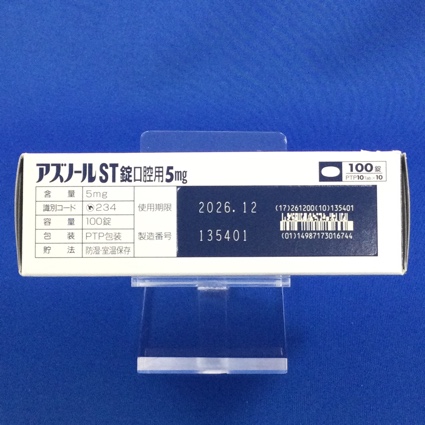 アズノールST錠口腔用5mg
100錠
PTP10錠×10
含量 5mg
識別コード 234
容量 100錠
包装 PTP包装
貯法 防湿・室温保存
使用期限 2026.12
製造番号 135401
(17)261200(10)135401
(01)14987173016744